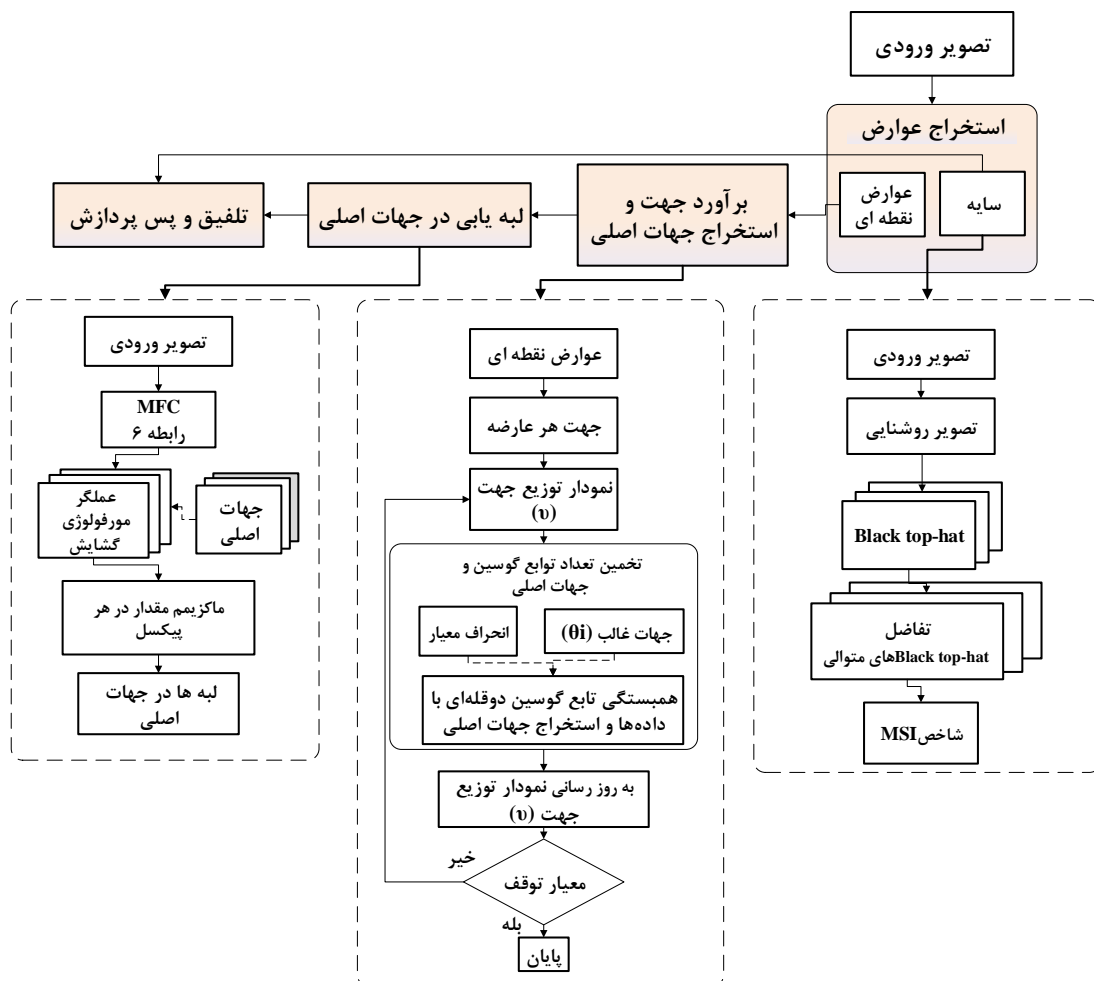 تصویر ورودی
استخراج عوارض
سایه
عوارض
نقطه ای
برآورد جهت و
استخراج جهات اصلی
لبه یابی در جهات اصلی
تلفیق و پس پردازش
تصویر ورودی
تصویر روشنایی
Black top-hat
تفاضل
Black top-hatهای متوالی
شاخصMSI
عوارض نقطه ای
جهت هر عارضه
نمودار توزیع جهت
(υ)
تخمین تعداد توابع گوسین و
جهات اصلی
جهات غالب (θi)
انحراف معیار
همبستگی تابع گوسین دوقله‌ای با
داده‌ها و استخراج جهات اصلی
به روز رسانی نمودار توزیع
جهت (υ)
معیار توقف
خیر
بله
پایان
تصویر ورودی
MFC
رابطه ۶
جهات
اصلی
عملگر
مورفولوژی
گشایش
ماکزیمم مقدار در هر
پیکسل
لبه ها در جهات
اصلی